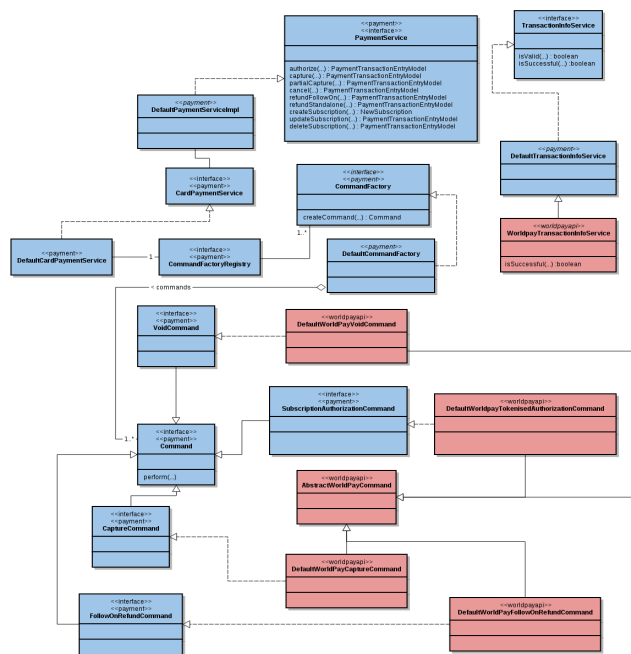 <<payment>>
<<interface>>
PaymentService
authorize(..) : PaymentTransactionEntryModel
capture(..) : PaymentTransactionEntryModel
partialCapture(..) : PaymentTransactionEntryModel
cancel(..) : PaymentTransactionEntryModel
refundFollowOn(..) : PaymentTransactionEntryModel
refundStandalone(..) : PaymentTransactionEntryModel
createSubscription(..) : NewSubscription
updateSubscription(..) : PaymentTransactionEntryModel
deleteSubscription(..) : PaymentTransactionEntryModel
<<interface>>
TransactionInfoService
isValid(..) : boolean
isSuccessful(..) : boolean
<<payment>>
DefaultPaymentServiceImpl
<<payment>>
DefaultTransactionInfoService
<<interface>>
<<payment>>
CardPaymentService
<<interface>>
<<payment>>
CommandFactory
createCommand(..) : Command
1..*
<<worldpayapi>>
WorldpayTransactionInfoService
isSuccessful(..) :boolean
<<payment>>
DefaultCardPaymentService
1
<<interface>>
<<payment>>
CommandFactoryRegistry
<<payment>>
DefaultCommandFactory
< commands
<<interface>>
<<payment>>
VoidCommand
<<worldpayapi>>
DefaultWorldPayVoidCommand
<<interface>>
<<payment>>
SubscriptionAuthorizationCommand
<<worldpayapi>>
DefaultWorldpayTokenisedAuthorizationCommand
1..*
<<interface>>
<<payment>>
Command
perform(..)
<<worldpayapi>>
AbstractWorldPayCommand
<<interface>>
<<payment>>
CaptureCommand
<<worldpayapi>>
DefaultWorldPayCaptureCommand
<<interface>>
<<payment>>
FollowOnRefundCommand
<<worldpayapi>>
DefaultWorldPayFollowOnRefundCommand